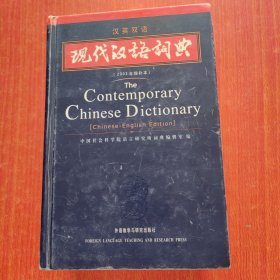 汉英双语
现代汉语词典
(2002年增补本)
The
Contemporary
Chinese Dictionary
[Chinese-English Edition]
中国社会科学院语言研究所词典编辑室 编
外语教学与研究出版社
FOREIGN LANGUAGE TEACHING AND RESEARCH PRESS